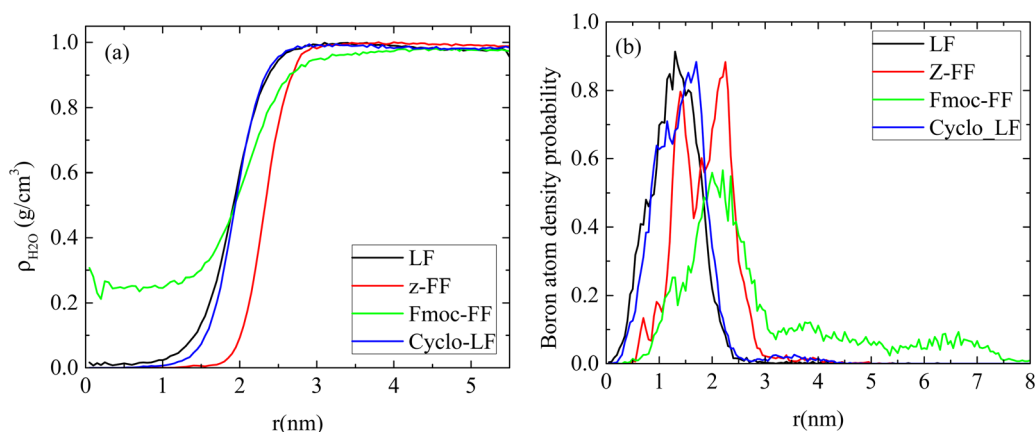 (a)
1.0
0.8
0.6
0.4
0.2
0.0
ρH2O (g/cm³)
LF
z-FF
Fmoc-FF
Cyclo-LF
0 1 2 3 4 5
r(nm)
(b)
1.0
0.8
0.6
0.4
0.2
0.0
Boron atom density probability
LF
Z-FF
Fmoc-FF
Cyclo_LF
0 1 2 3 4 5 6 7 8
r(nm)